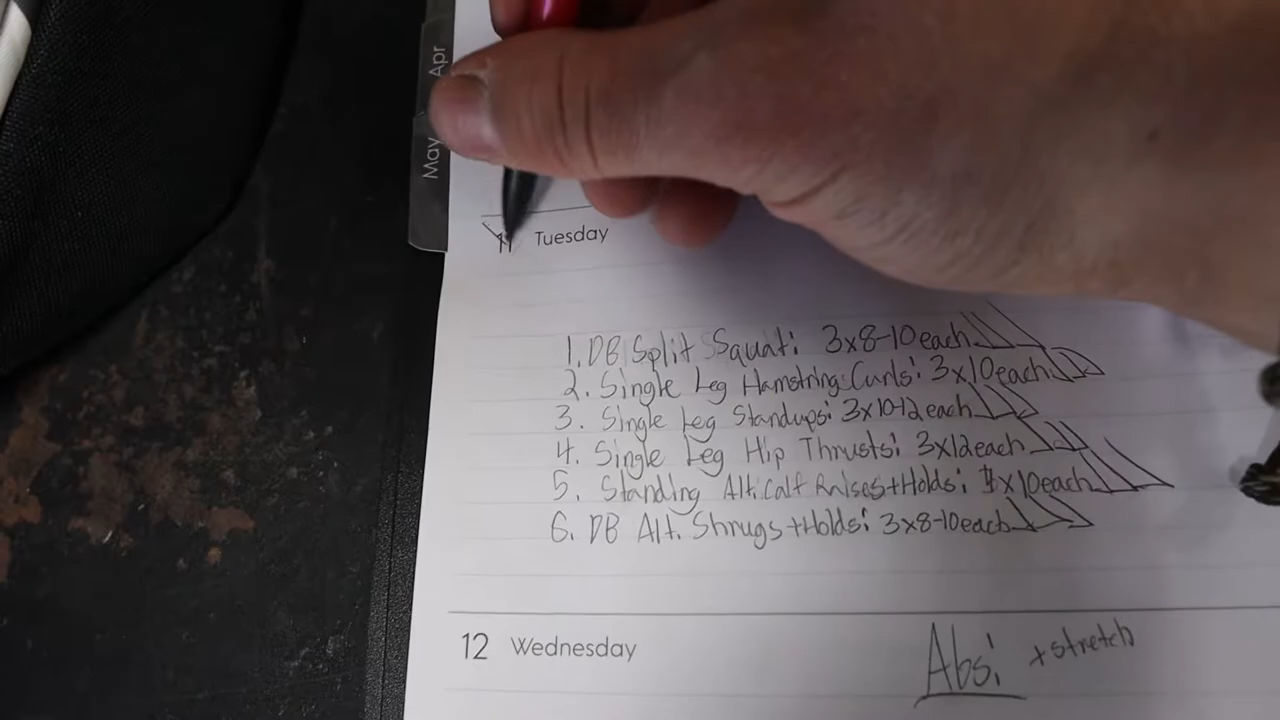 Apr
May
11 Tuesday
1. DB Split Squat: 3x8-10 each
2. Single Leg Hamstring Curls: 3x10 each
3. Single Leg Standups: 3x10-12 each
4. Single Leg Hip Thrusts: 3x12 each
5. Standing Alt. Calf Raises + Holds: x10 each
6. DB Alt. Shrugs + Holds: 3x8-10 each
12 Wednesday
Abs: + stretch